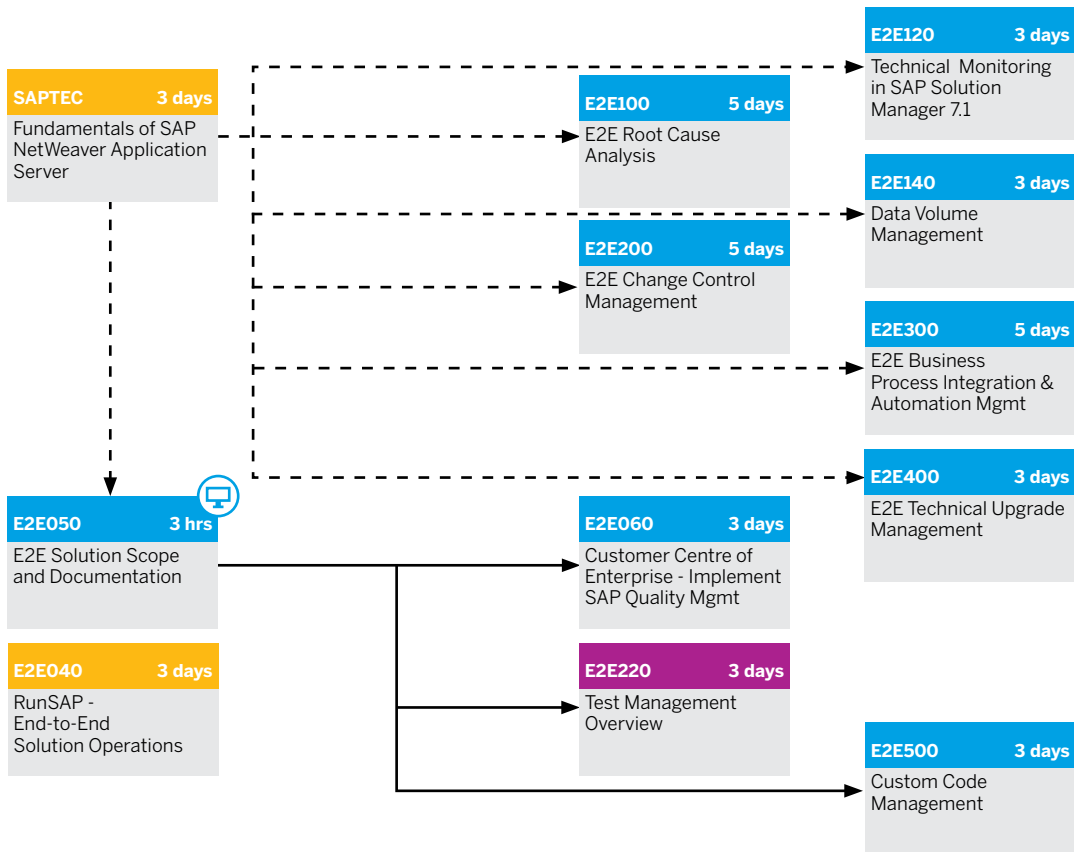 SAPTEC 3 days
Fundamentals of SAP
NetWeaver Application
Server
E2E050 3 hrs
E2E Solution Scope
and Documentation
E2E040 3 days
RunSAP -
End-to-End
Solution Operations
E2E100 5 days
E2E Root Cause
Analysis
E2E200 5 days
E2E Change Control
Management
E2E060 3 days
Customer Centre of
Enterprise - Implement
SAP Quality Mgmt
E2E220 3 days
Test Management
Overview
E2E120 3 days
Technical Monitoring
in SAP Solution
Manager 7.1
E2E140 3 days
Data Volume
Management
E2E300 5 days
E2E Business
Process Integration &
Automation Mgmt
E2E400 3 days
E2E Technical Upgrade
Management
E2E500 3 days
Custom Code
Management